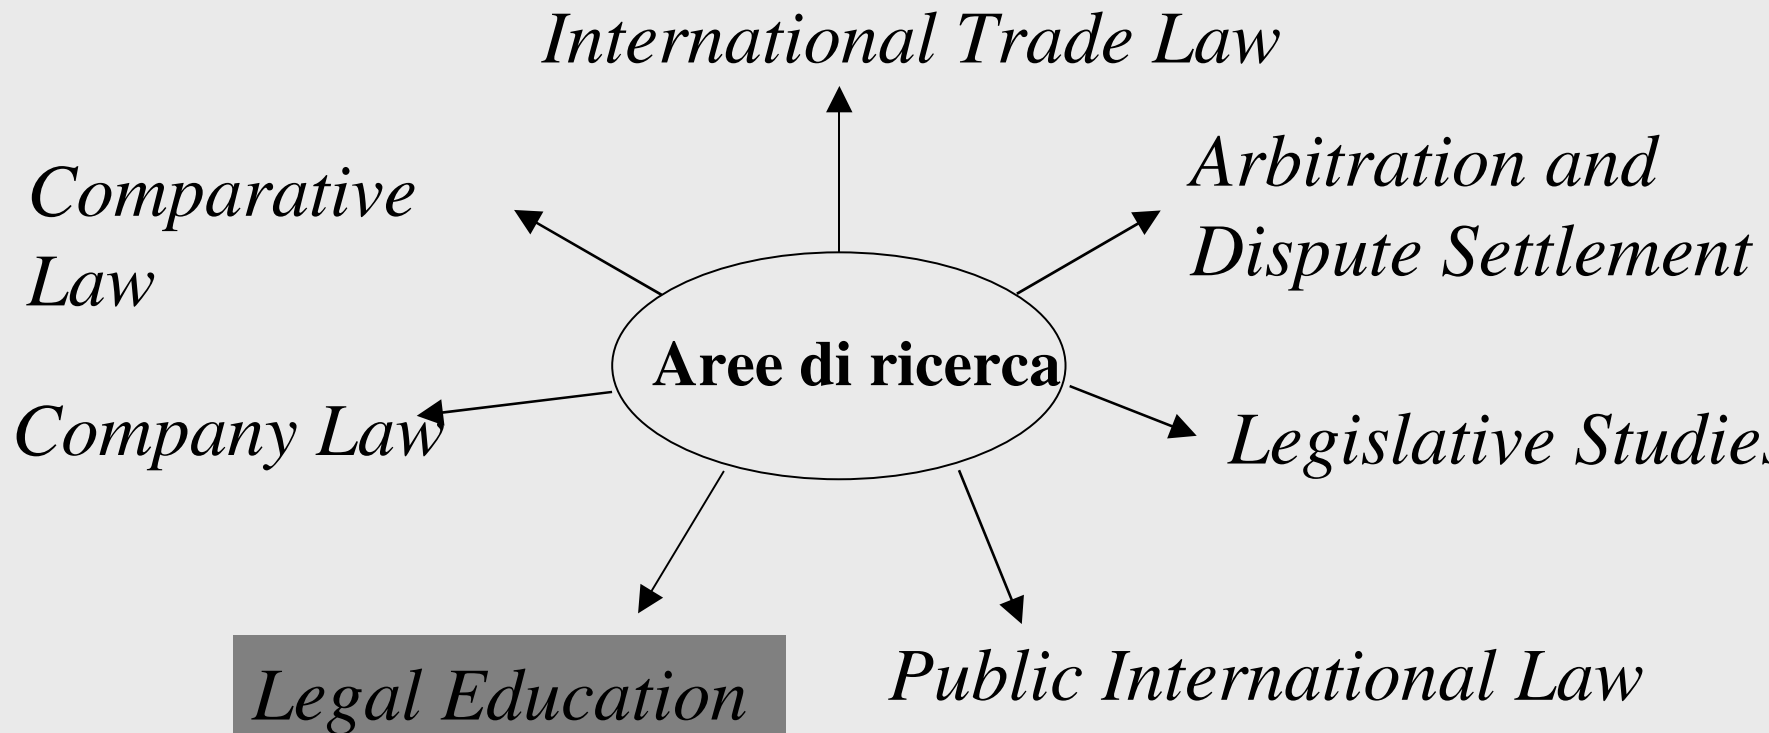 International Trade Law
Arbitration and
Dispute Settlement
Comparative
Law
Aree di ricerca
Company Law
Legislative Studies
Public International Law
Legal Education